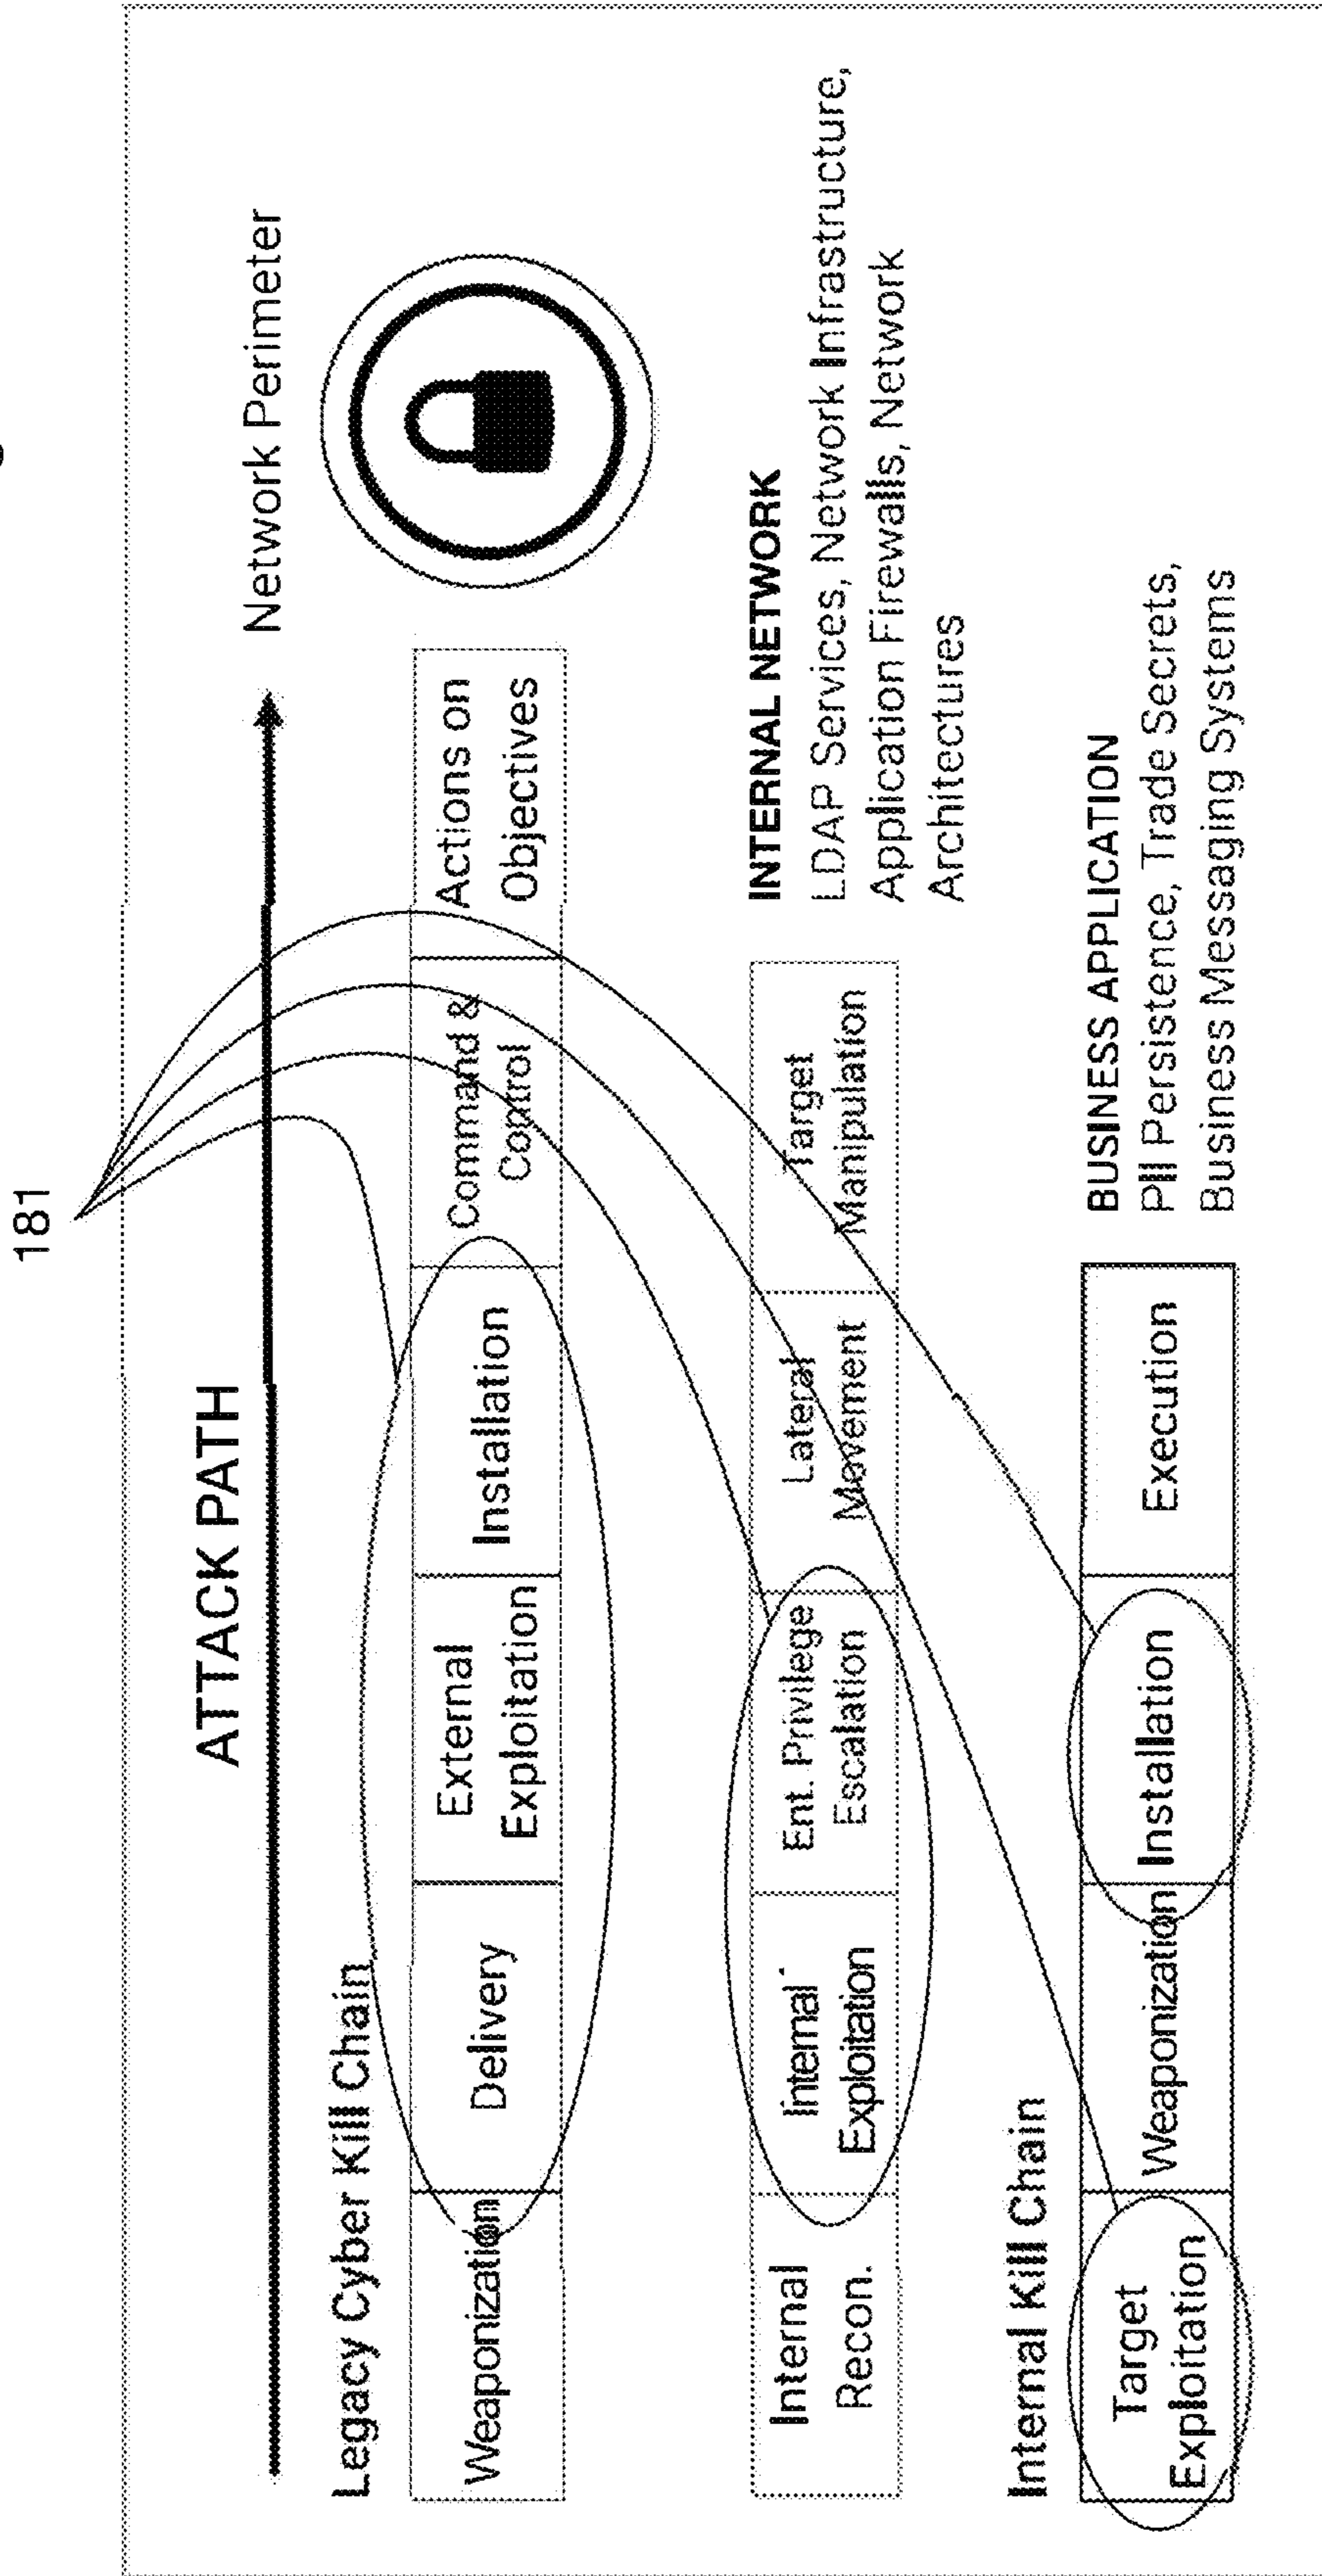 181
ATTACK PATH
Network Perimeter
Legacy Cyber Kill Chain
Weaponization
Delivery
External
Exploitation
Installation
Command &
Control
Actions on
Objectives
Internal
Recon.
Internal
Exploitation
Ent. Privilege
Escalation
Lateral
Movement
Target
Manipulation
INTERNAL NETWORK
LDAP Services, Network Infrastructure,
Application Firewalls, Network
Architectures
Internal Kill Chain
Target
Exploitation
Weaponization
Installation
Execution
BUSINESS APPLICATION
PII Persistence, Trade Secrets,
Business Messaging Systems